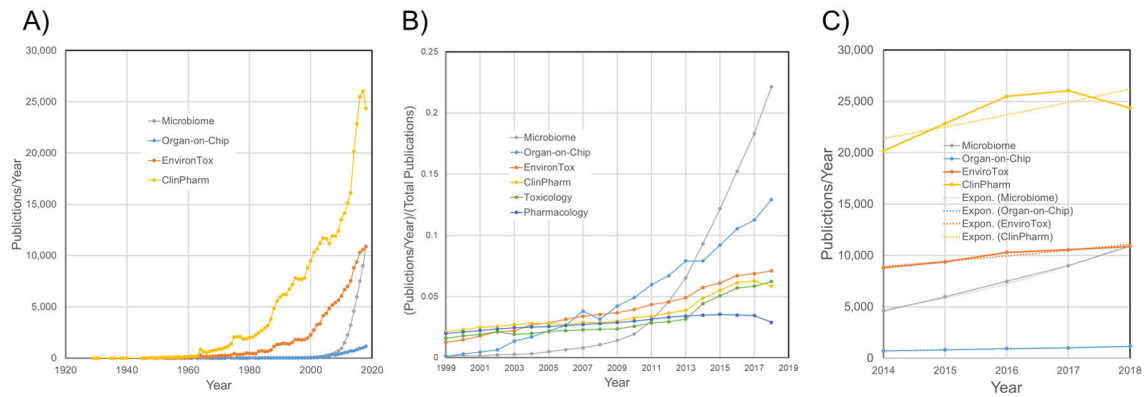 A)
Publictions/Year
30,000
25,000
20,000
15,000
10,000
5,000
0
1920
1940
1960
1980
2000
2020
Year
Microbiome
Organ-on-Chip
EnvironTox
ClinPharm
B)
(Publictions/Year)/(Total Publications)
0.25
0.2
0.15
0.1
0.05
0
1999
2001
2003
2005
2007
2009
2011
2013
2015
2017
2019
Year
Microbiome
Organ-on-Chip
EnvironTox
ClinPharm
Toxicology
Pharmacology
C)
Publictions/Year
30,000
25,000
20,000
15,000
10,000
5,000
0
2014
2015
2016
2017
2018
Year
Microbiome
Organ-on-Chip
EnviroTox
ClinPharm
Expon. (Microbiome)
Expon. (Organ-on-Chip)
Expon. (EnviroTox)
Expon. (ClinPharm)